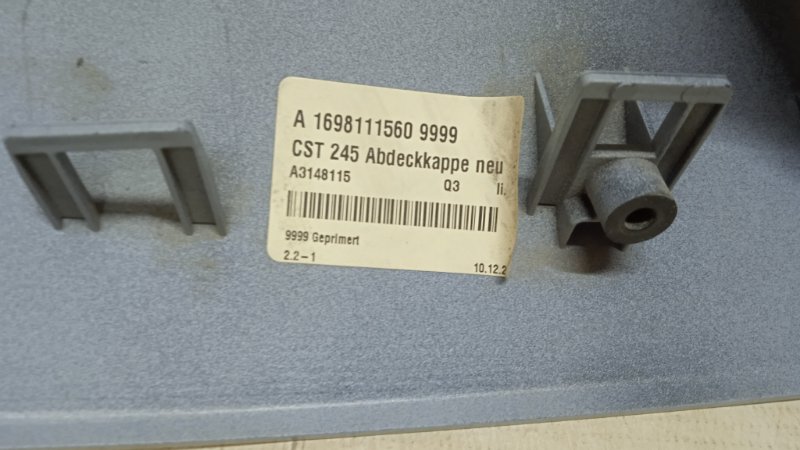 A 1698111560 9999
CST 245 Abdeckkappe neu
A3148115 Q3 li.
9999 Geprimert
2.2-1 10.12.2